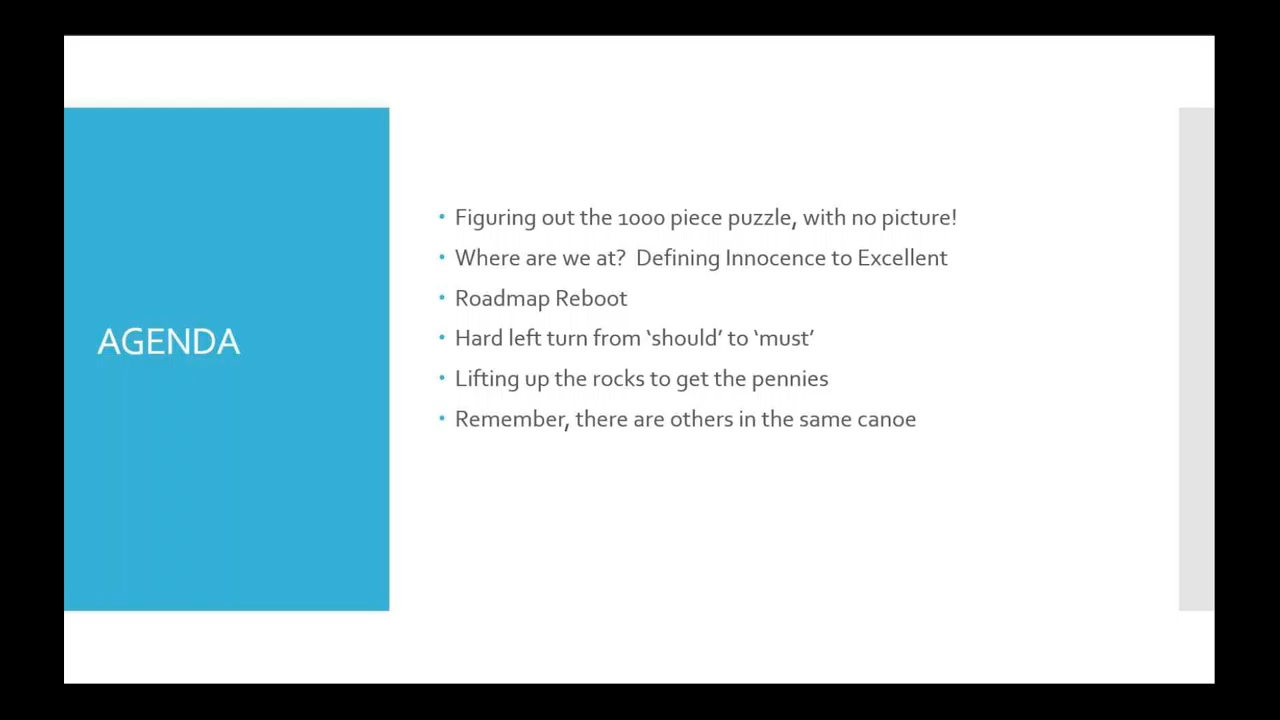 AGENDA
• Figuring out the 1000 piece puzzle, with no picture!
• Where are we at?  Defining Innocence to Excellent
• Roadmap Reboot
• Hard left turn from ‘should’ to ‘must’
• Lifting up the rocks to get the pennies
• Remember, there are others in the same canoe